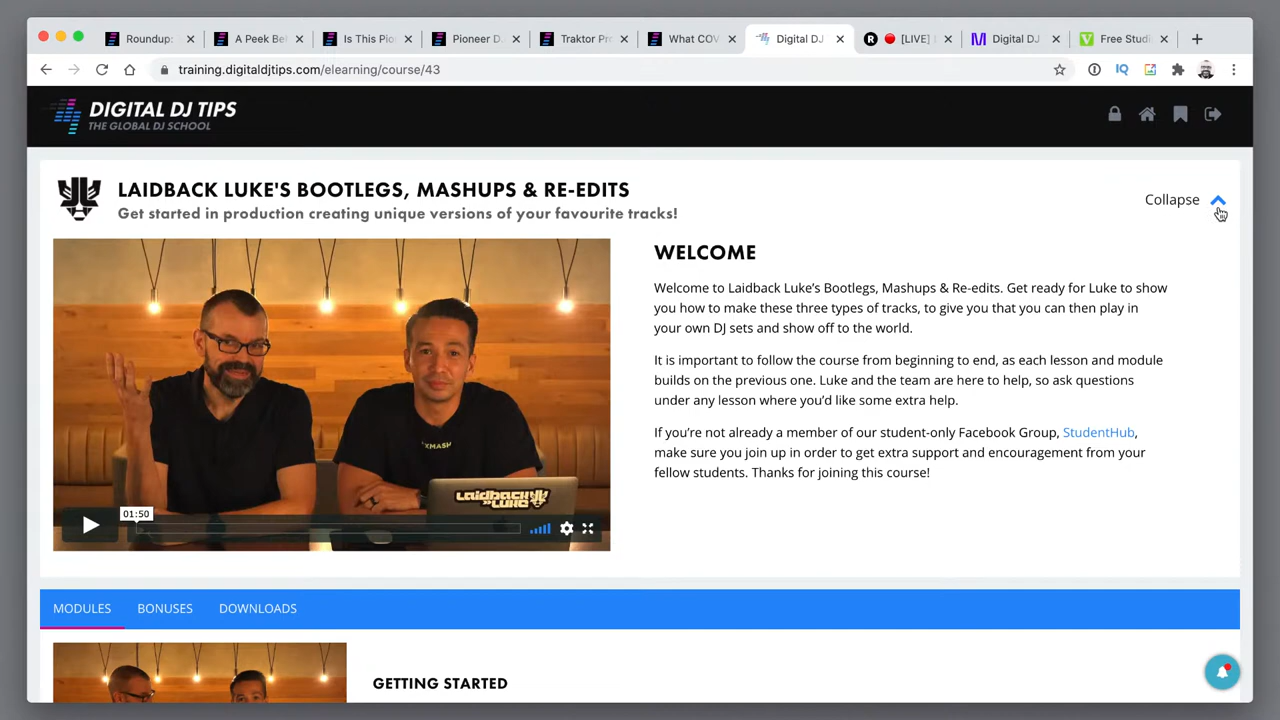 Roundup:
A Peek Be
Is This Pio
Pioneer D
Traktor Pr
What COV
Digital DJ
[LIVE]
Digital DJ
Free Studi
training.digitaldjtips.com/elearning/course/43
IQ
DIGITAL DJ TIPS
THE GLOBAL DJ SCHOOL
LAIDBACK LUKE'S BOOTLEGS, MASHUPS & RE-EDITS
Get started in production creating unique versions of your favourite tracks!
Collapse
WELCOME
Welcome to Laidback Luke's Bootlegs, Mashups & Re-edits. Get ready for Luke to show
you how to make these three types of tracks, to give you that you can then play in
your own DJ sets and show off to the world.
It is important to follow the course from beginning to end, as each lesson and module
builds on the previous one. Luke and the team are here to help, so ask questions
under any lesson where you'd like some extra help.
If you're not already a member of our student-only Facebook Group, StudentHub,
make sure you join up in order to get extra support and encouragement from your
fellow students. Thanks for joining this course!
XMASH
Laidback Luke
01:50
MODULES BONUSES DOWNLOADS
GETTING STARTED